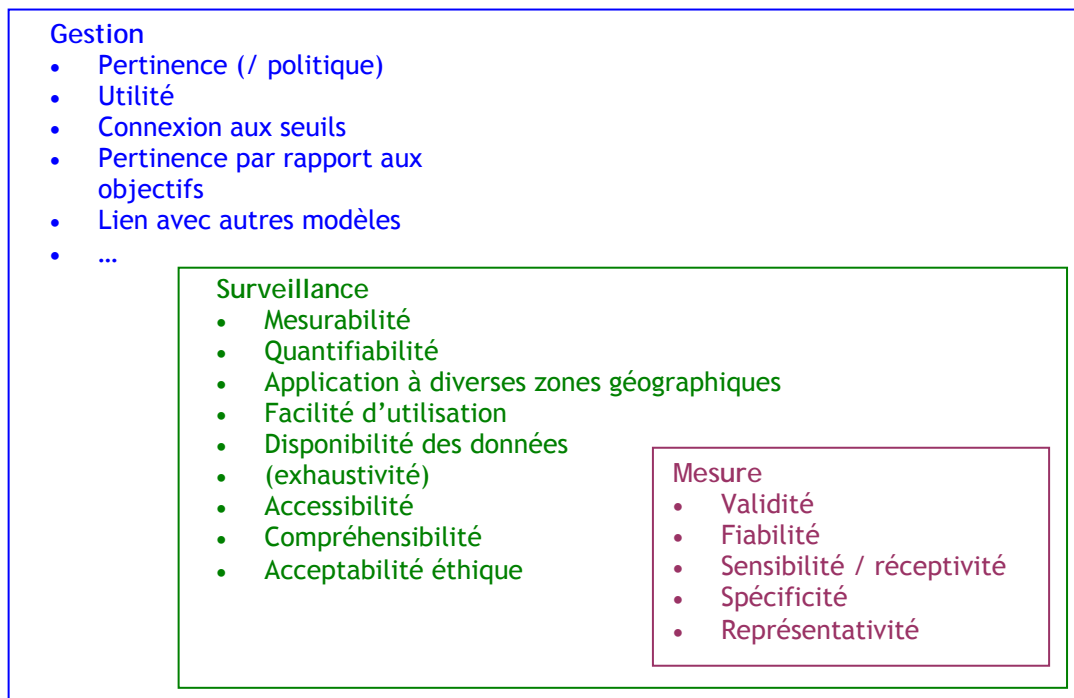 Gestion
• Pertinence (/ politique)
• Utilité
• Connexion aux seuils
• Pertinence par rapport aux
objectifs
• Lien avec autres modèles
• …
Surveillance
• Mesurabilité
• Quantifiabilité
• Application à diverses zones géographiques
• Facilité d’utilisation
• Disponibilité des données
• (exhaustivité)
• Accessibilité
• Compréhensibilité
• Acceptabilité éthique
Mesure
• Validité
• Fiabilité
• Sensibilité / réceptivité
• Spécificité
• Représentativité